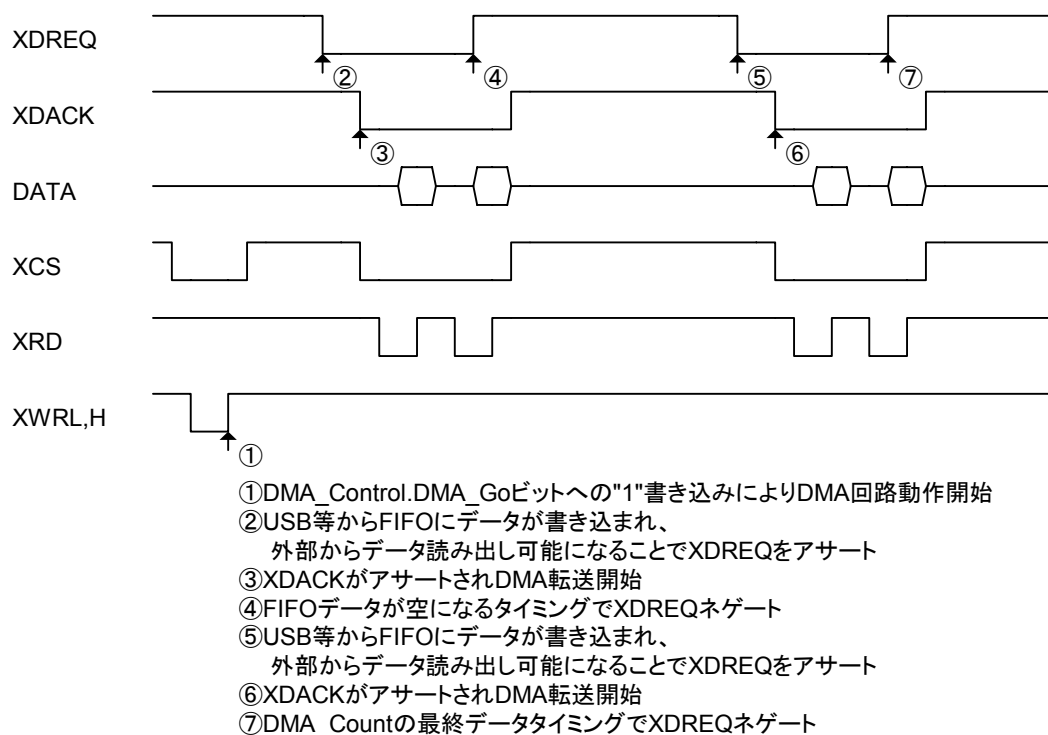 XDREQ
② ④ ⑤ ⑦
XDACK
③ ⑥
DATA
XCS
XRD
XWRL,H
①
①DMA_Control.DMA_Goビットへの"1"書き込みによりDMA回路動作開始
②USB等からFIFOにデータが書き込まれ、
外部からデータ読み出し可能になることでXDREQをアサート
③XDACKがアサートされDMA転送開始
④FIFOデータが空になるタイミングでXDREQネゲート
⑤USB等からFIFOにデータが書き込まれ、
外部からデータ読み出し可能になることでXDREQをアサート
⑥XDACKがアサートされDMA転送開始
⑦DMA_Countの最終データタイミングでXDREQネゲート